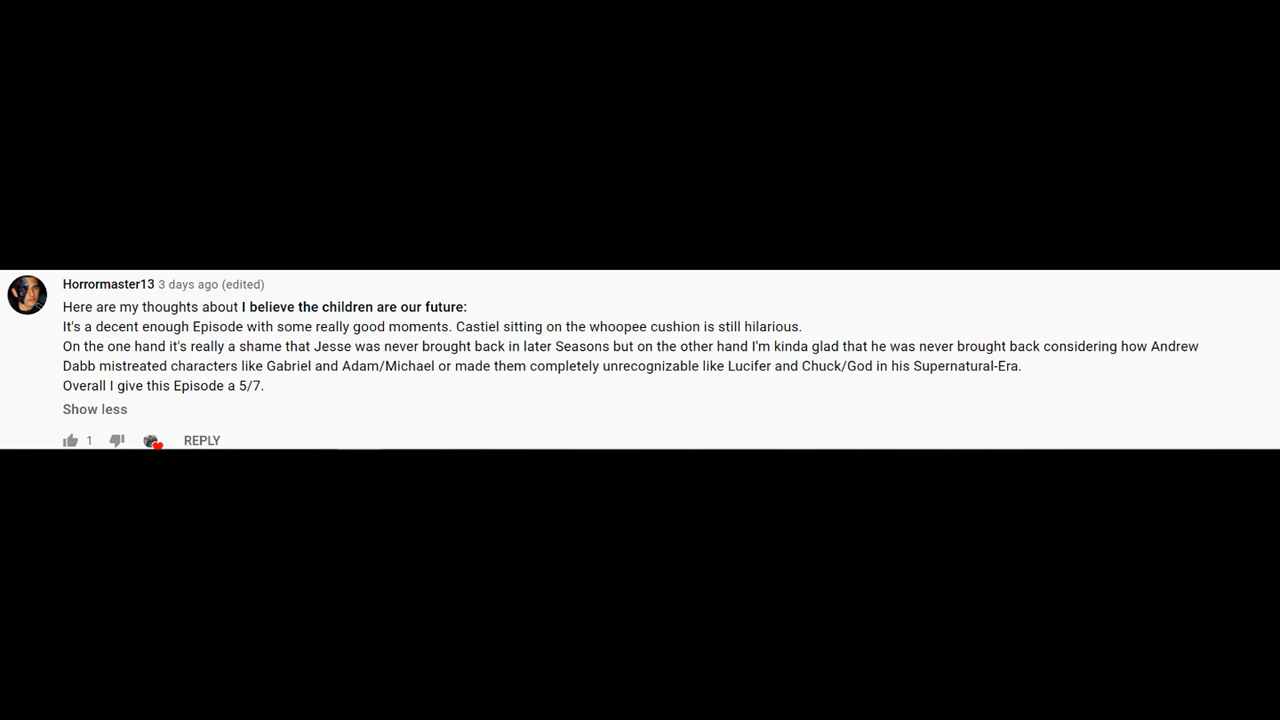 Horrormaster13 3 days ago (edited)
Here are my thoughts about I believe the children are our future:
It's a decent enough Episode with some really good moments. Castiel sitting on the whoopee cushion is still hilarious.
On the one hand it's really a shame that Jesse was never brought back in later Seasons but on the other hand I'm kinda glad that he was never brought back considering how Andrew
Dabb mistreated characters like Gabriel and Adam/Michael or made them completely unrecognizable like Lucifer and Chuck/God in his Supernatural-Era.
Overall I give this Episode a 5/7.
Show less
1 REPLY